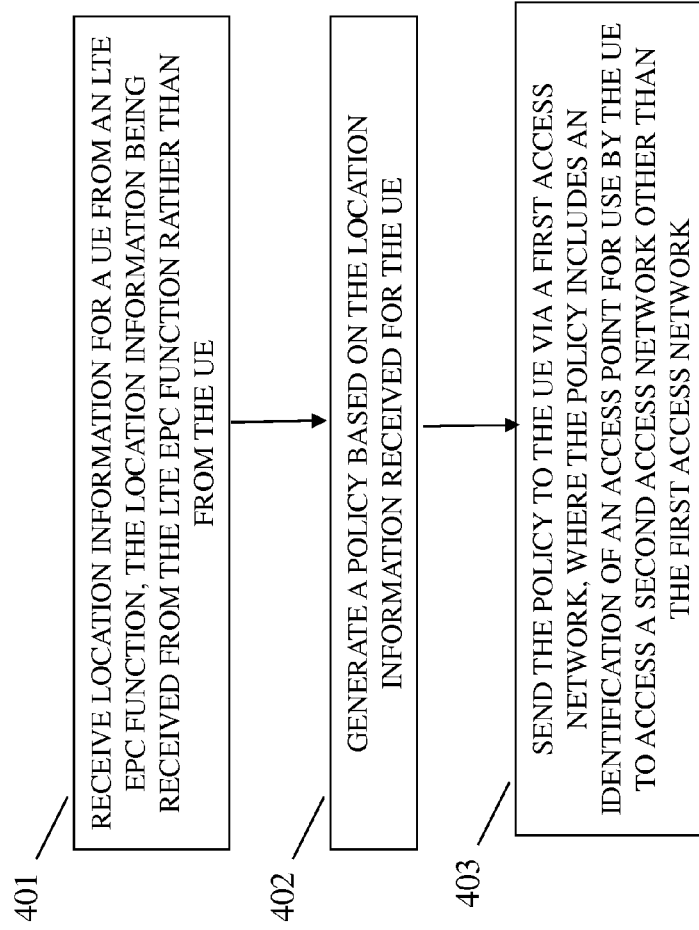 401
RECEIVE LOCATION INFORMATION FOR A UE FROM AN LTE
EPC FUNCTION, THE LOCATION INFORMATION BEING
RECEIVED FROM THE LTE EPC FUNCTION RATHER THAN
FROM THE UE
402
GENERATE A POLICY BASED ON THE LOCATION
INFORMATION RECEIVED FOR THE UE
403
SEND THE POLICY TO THE UE VIA A FIRST ACCESS
NETWORK, WHERE THE POLICY INCLUDES AN
IDENTIFICATION OF AN ACCESS POINT FOR USE BY THE UE
TO ACCESS A SECOND ACCESS NETWORK OTHER THAN
THE FIRST ACCESS NETWORK